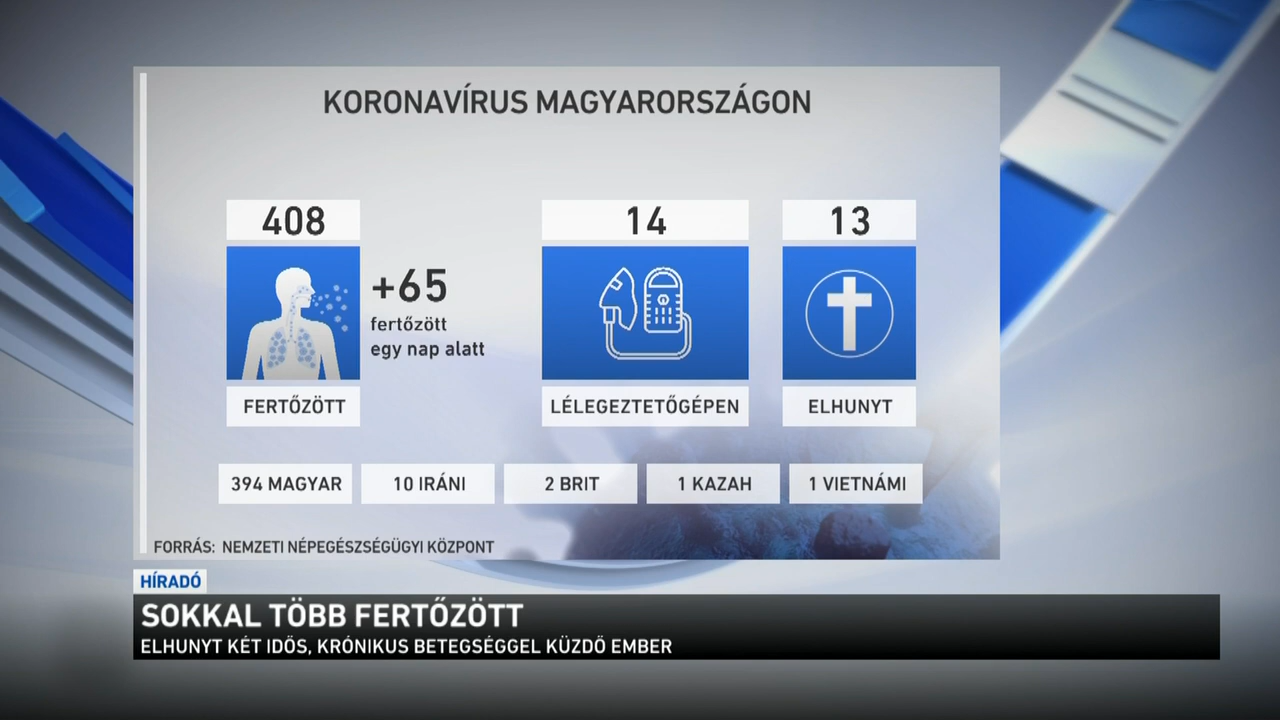 KORONAVÍRUS MAGYARORSZÁGON
408
+65
fertőzött
egy nap alatt
FERTŐZÖTT
14
LÉLEGEZTETŐGÉPEN
13
ELHUNYT
394 MAGYAR
10 IRÁNI
2 BRIT
1 KAZAH
1 VIETNÁMI
FORRÁS: NEMZETI NÉPEGÉSZSÉGÜGYI KÖZPONT
HÍRADÓ
SOKKAL TÖBB FERTŐZÖTT
ELHUNYT KÉT IDŐS, KRÓNIKUS BETEGSÉGGEL KÜZDŐ EMBER